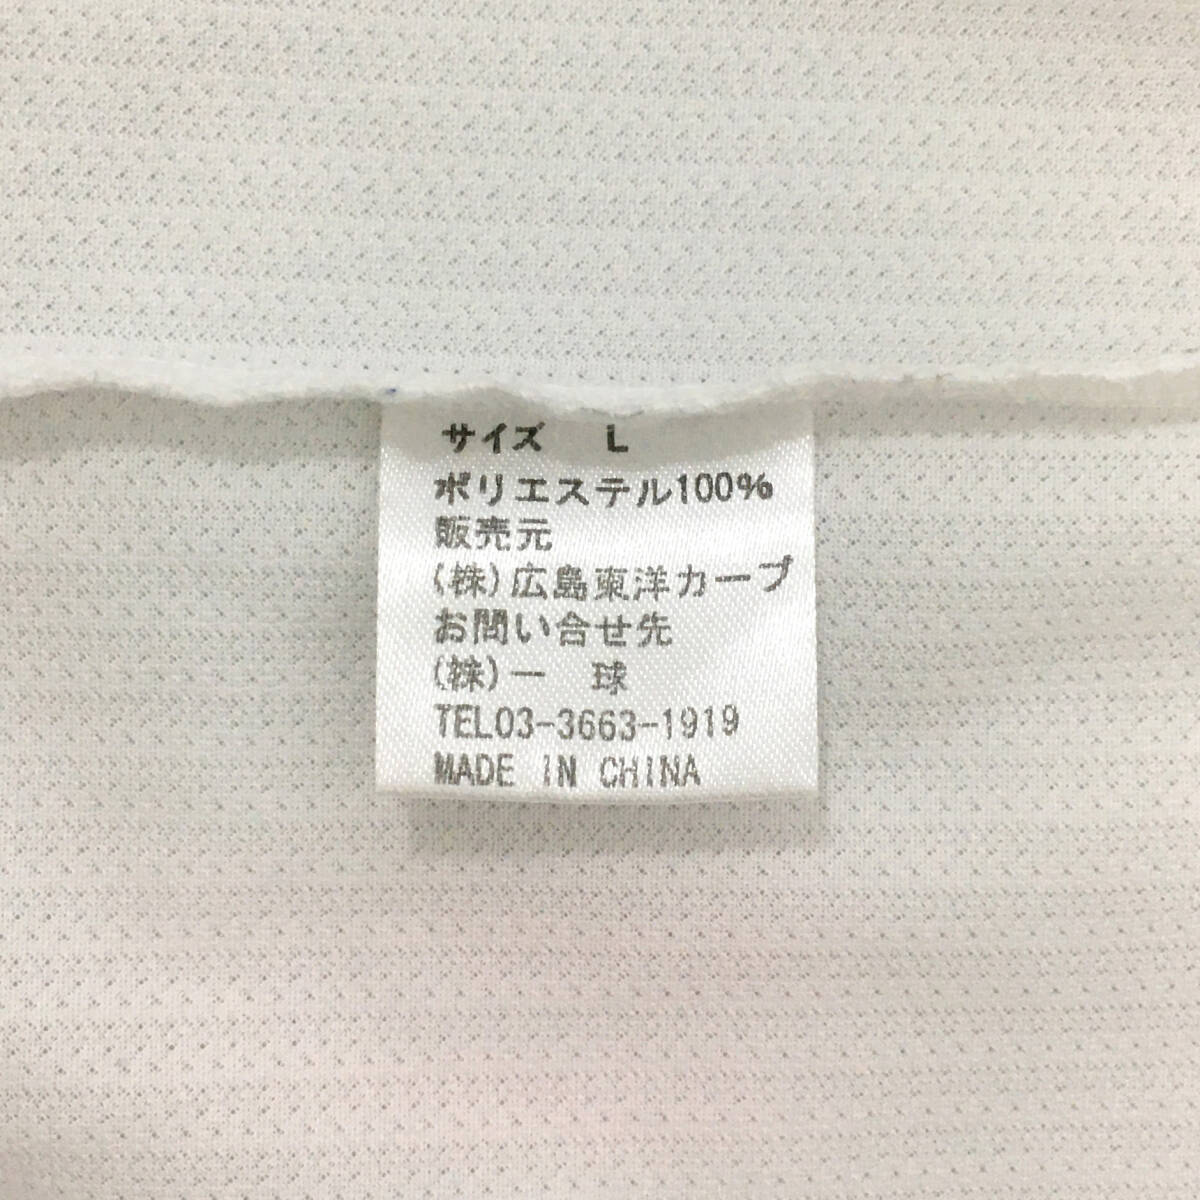 サイズ　L
ポリエステル100%
販売元
(株)広島東洋カープ
お問い合せ先
(株)一　球
TEL03-3663-1919
MADE IN CHINA